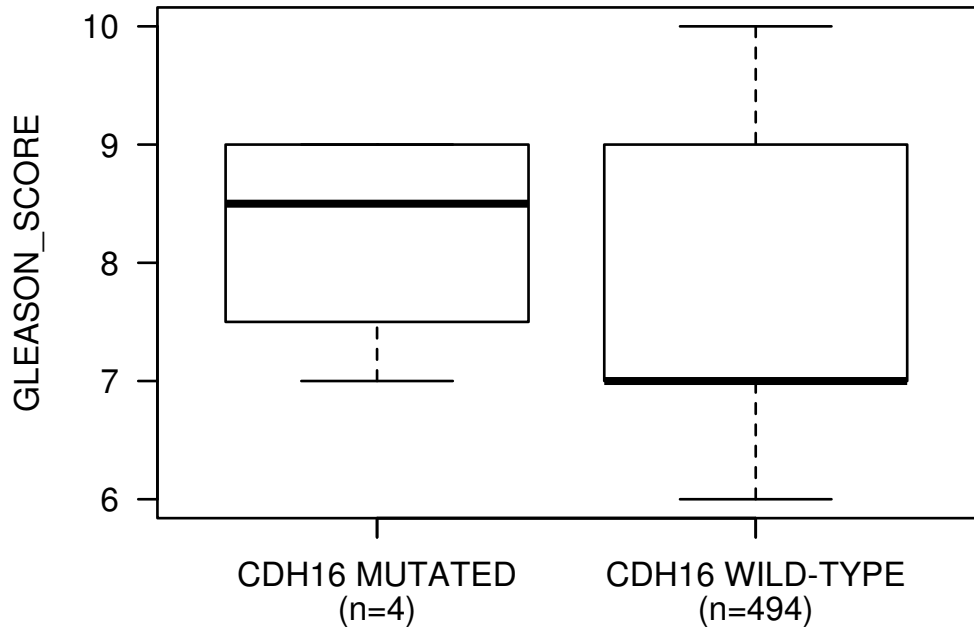 GLEASON_SCORE
10
9
8
7
6
CDH16 MUTATED
(n=4)
CDH16 WILD-TYPE
(n=494)